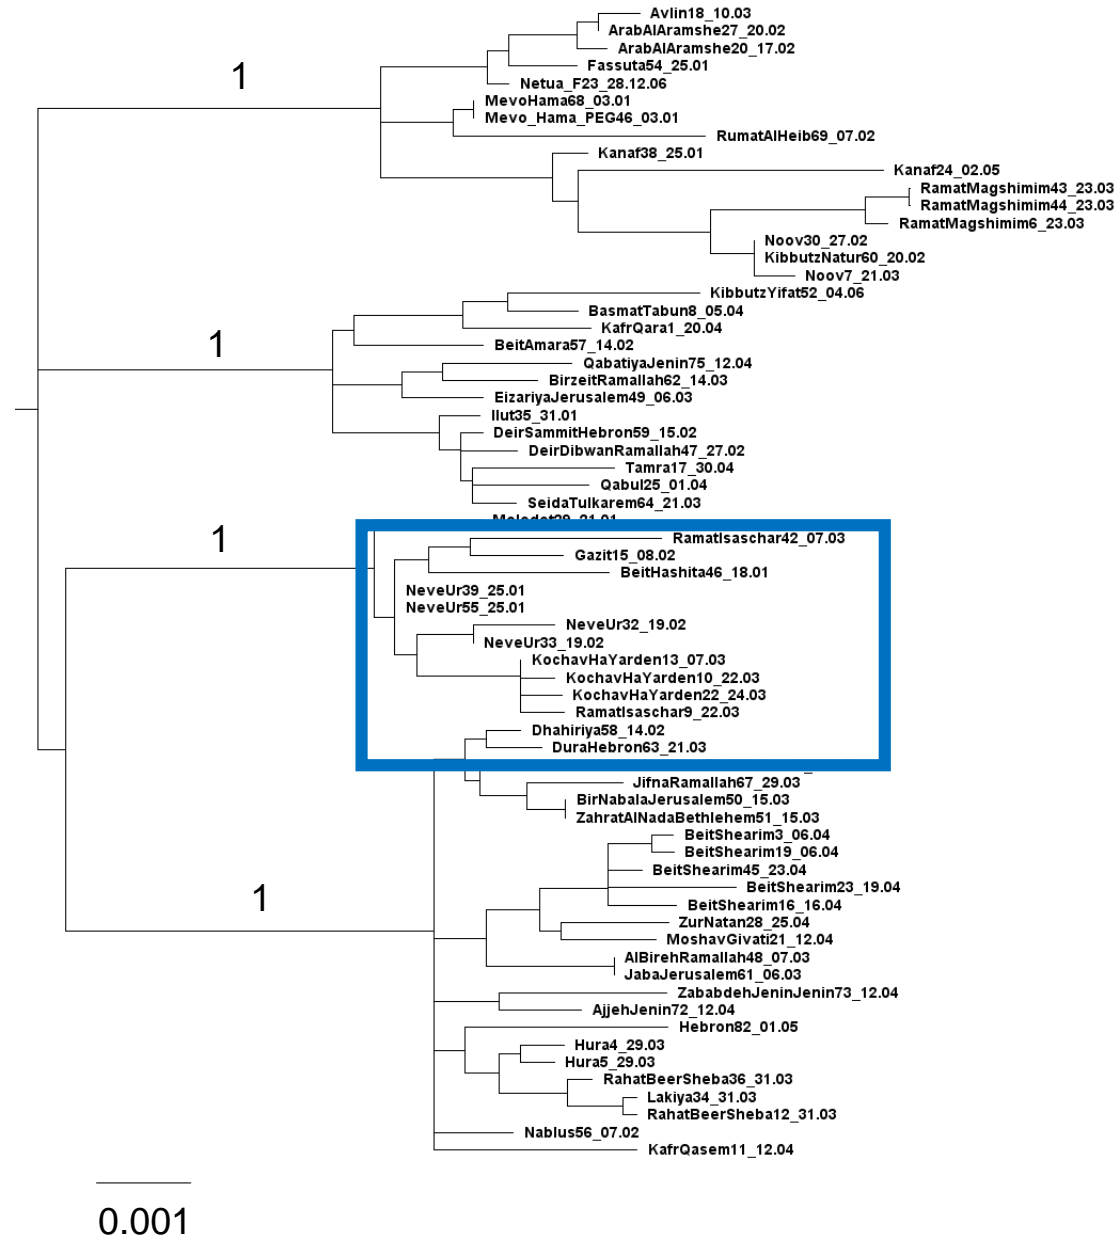 Avlin18_10.03
ArabAlAramshe27_20.02
ArabAlAramshe20_17.02
Fassuta54_25.01
1
Netua_F23_28.12.06
MevoHama68_03.01
Mevo_Hama_PEG46_03.01
RumatAlHeib69_07.02
Kanaf38_25.01
Kanaf24_02.05
RamatMagshimim43_23.03
RamatMagshimim44_23.03
RamatMagshimim6_23.03
Noov30_27.02
KibbutzNatur60_20.02
Noov7_21.03
KibbutzYifat52_04.06
BasmatTabun8_05.04
KafrQara1_20.04
1
BeitAmara57_14.02
QabatiyaJenin75_12.04
BirzeitRamallah62_14.03
EizariyaJerusalem49_06.03
Ilut35_31.01
DeirSammitHebron59_15.02
DeirDibwanRamallah47_27.02
Tamra17_30.04
Qabul25_01.04
SeidaTulkarem64_21.03
1
RamatIsaschar42_07.03
Gazit15_08.02
BeitHashita46_18.01
NeveUr39_25.01
NeveUr55_25.01
NeveUr32_19.02
NeveUr33_19.02
KochavHaYarden13_07.03
KochavHaYarden10_22.03
KochavHaYarden22_24.03
RamatIsaschar9_22.03
Dhahiriya58_14.02
DuraHebron63_21.03
JifnaRamallah67_29.03
BirNabalaJerusalem50_15.03
ZahratAlNadaBethlehem51_15.03
BeitShearim3_06.04
BeitShearim19_06.04
BeitShearim45_23.04
BeitShearim23_19.04
1
BeitShearim16_16.04
ZurNatan28_25.04
MoshavGivati21_12.04
AlBirehRamallah48_07.03
JabaJerusalem61_06.03
ZababdehJeninJenin73_12.04
AjjehJenin72_12.04
Hebron82_01.05
Hura4_29.03
Hura5_29.03
RahatBeerSheba36_31.03
Lakiya34_31.03
RahatBeerSheba12_31.03
Nablus56_07.02
KafrQasem11_12.04
0.001